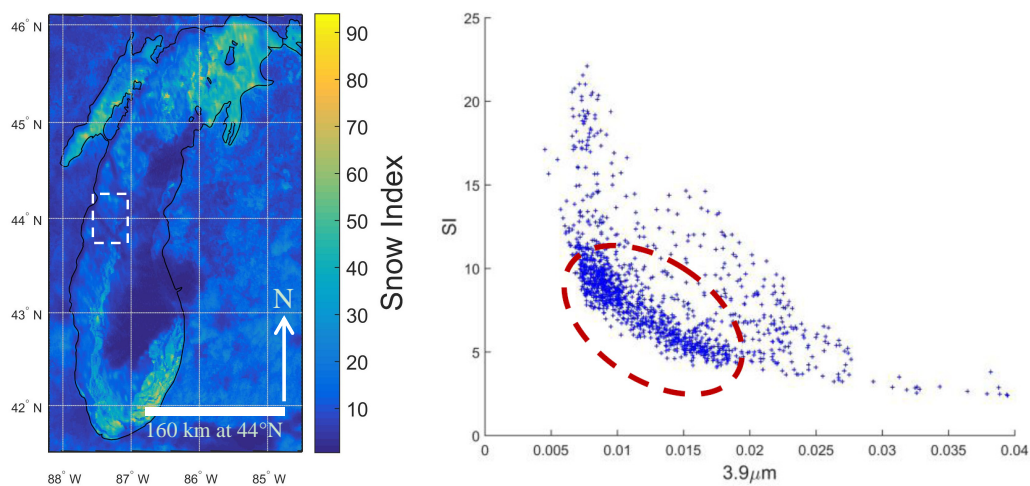 46° N
45° N
44° N
43° N
42° N
88° W 87° W 86° W 85° W
N
160 km at 44°N
90
80
70
60
50
40
30
20
10
Snow Index
25
20
15
10
5
0
SI
0 0.005 0.01 0.015 0.02 0.025 0.03 0.035 0.04
3.9μm